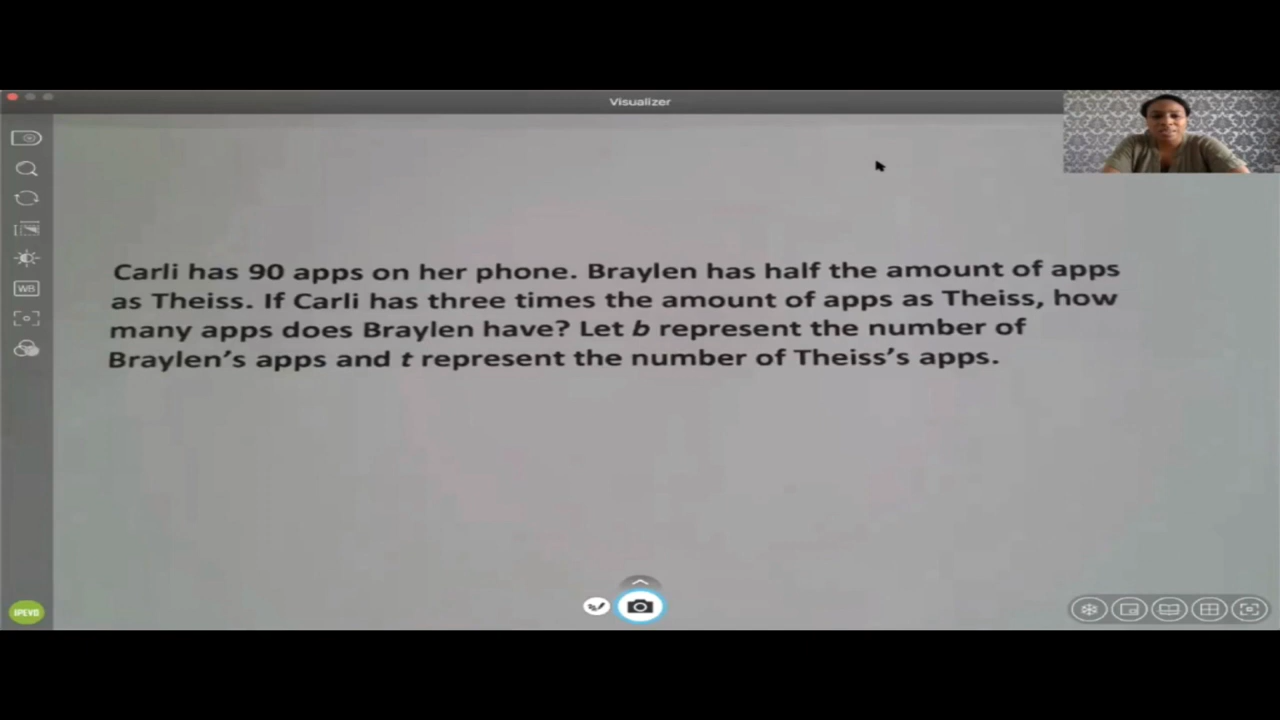 Visualizer
Carli has 90 apps on her phone. Braylen has half the amount of apps
as Theiss. If Carli has three times the amount of apps as Theiss, how
many apps does Braylen have? Let b represent the number of
Braylen’s apps and t represent the number of Theiss’s apps.
WB
IPEVO